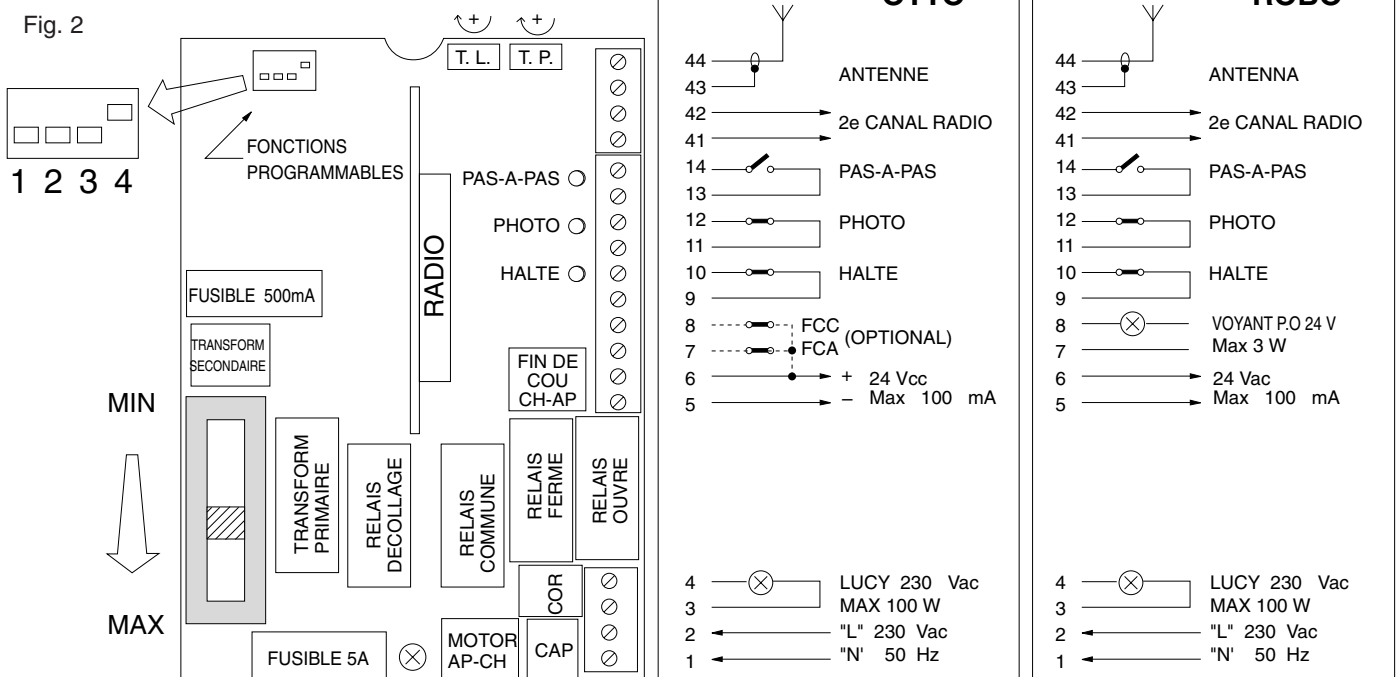 Fig. 2
T. L.
T. P.
+
+
FONCTIONS
PROGRAMMABLES
1 2 3 4
PAS-A-PAS
PHOTO
HALTE
RADIO
FUSIBLE 500mA
TRANSFORM
SECONDAIRE
MIN
MAX
TRANSFORM
PRIMAIRE
RELAIS
DECOLLAGE
RELAIS
COMMUNE
FIN DE
COU
CH-AP
RELAIS
FERME
RELAIS
OUVRE
COR
CAP
MOTOR
AP-CH
FUSIBLE 5A
44
43
ANTENNE
42
41
2e CANAL RADIO
14
13
PAS-A-PAS
12
11
PHOTO
10
9
HALTE
8
7
FCC
FCA
(OPTIONAL)
6
5
+ 24 Vcc
– Max 100 mA
4
3
LUCY 230 Vac
MAX 100 W
2
1
"L" 230 Vac
"N' 50 Hz
44
43
ANTENNA
42
41
2e CANAL RADIO
14
13
PAS-A-PAS
12
11
PHOTO
10
9
HALTE
8
7
VOYANT P.O 24 V
Max 3 W
6
5
24 Vac
Max 100 mA
4
3
LUCY 230 Vac
MAX 100 W
2
1
"L" 230 Vac
"N' 50 Hz